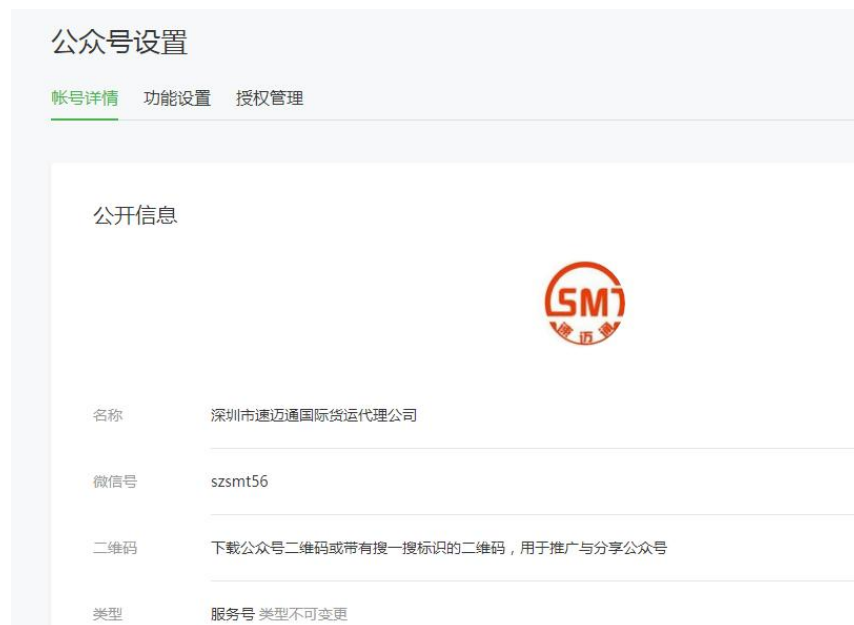 公众号设置
帐号详情 功能设置 授权管理
公开信息
SMT
速迈通
名称 深圳市速迈通国际货运代理公司
微信号 szsmt56
二维码 下载公众号二维码或带有搜一搜标识的二维码，用于推广与分享公众号
类型 服务号 类型不可变更